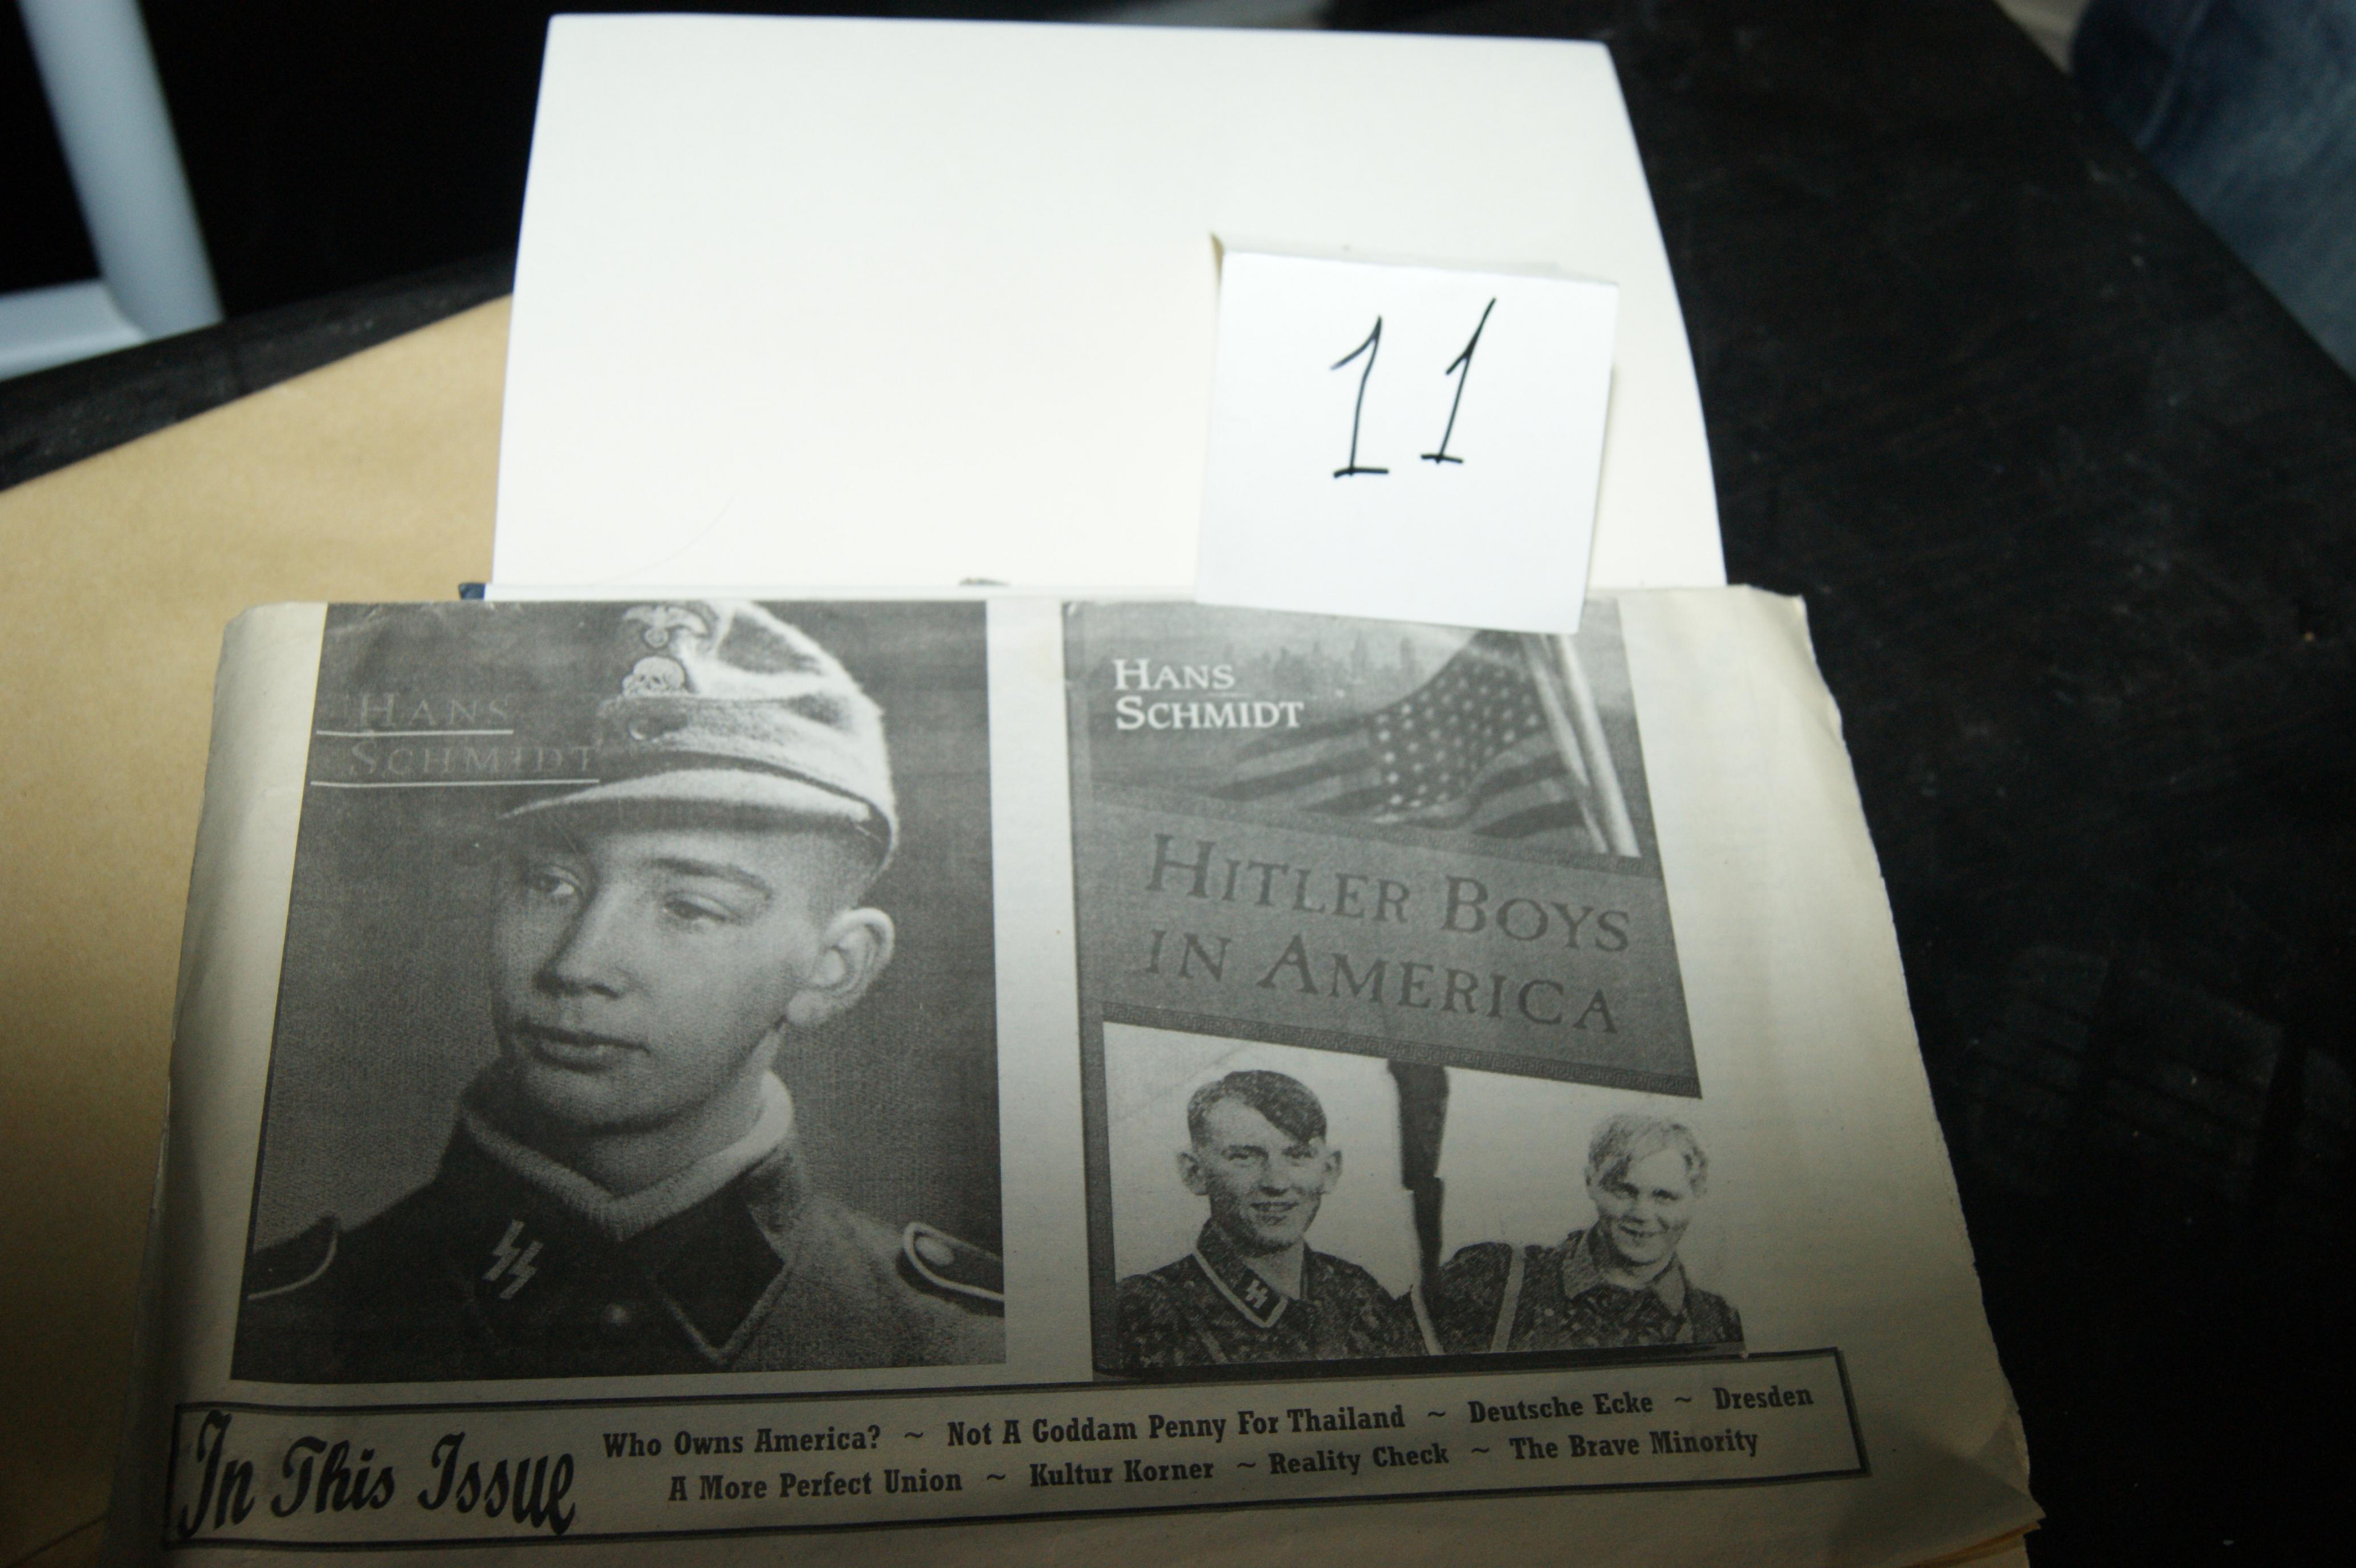 11
HANS
SCHMIDT
HANS
SCHMIDT
HITLER BOYS
IN AMERICA
In This Issue
Who Owns America? ~ Not A Goddam Penny For Thailand ~ Deutsche Ecke ~ Dresden
A More Perfect Union ~ Kultur Korner ~ Reality Check ~ The Brave Minority